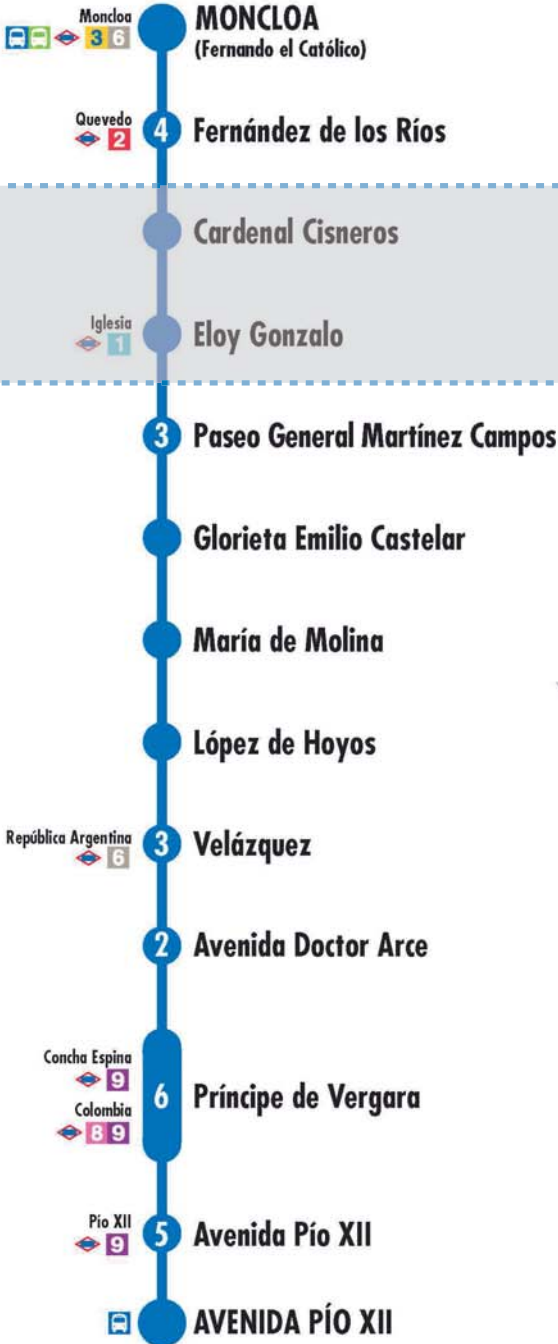 Moncloa
3 6
MONCLOA
(Fernando el Católico)
Quevedo
2
4
Fernández de los Ríos
Cardenal Cisneros
Iglesia
1
Eloy Gonzalo
3
Paseo General Martínez Campos
Glorieta Emilio Castelar
María de Molina
López de Hoyos
República Argentina
6
3
Velázquez
2
Avenida Doctor Arce
Concha Espina
9
Colombia
8 9
6
Príncipe de Vergara
Pío XII
9
5
Avenida Pío XII
AVENIDA PÍO XII